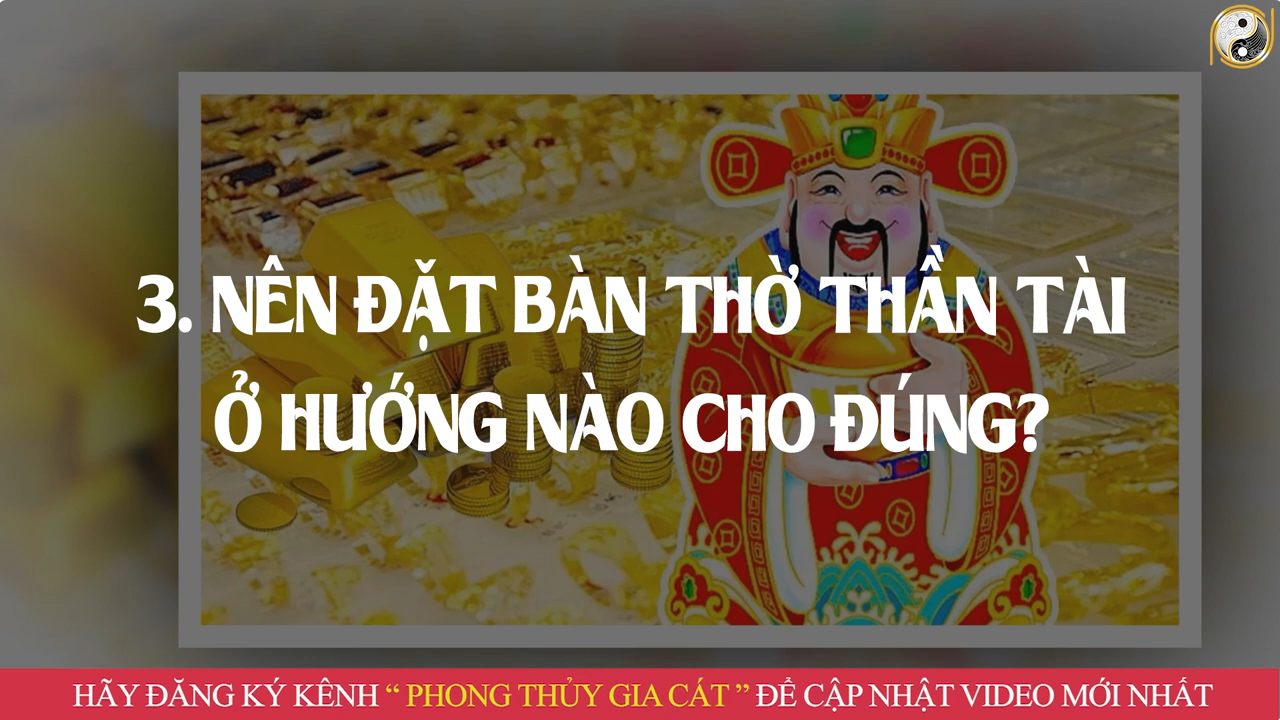 3. NÊN ĐẶT BÀN THỜ THẦN TÀI
Ở HƯỚNG NÀO CHO ĐÚNG?
HÃY ĐĂNG KÝ KÊNH “ PHONG THỦY GIA CÁT ” ĐỂ CẬP NHẬT VIDEO MỚI NHẤT